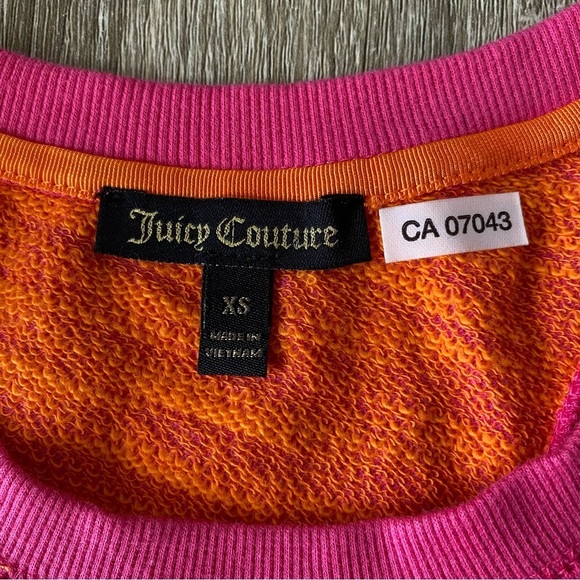 Juicy Couture
CA 07043
XS
MADE IN
VIETNAM